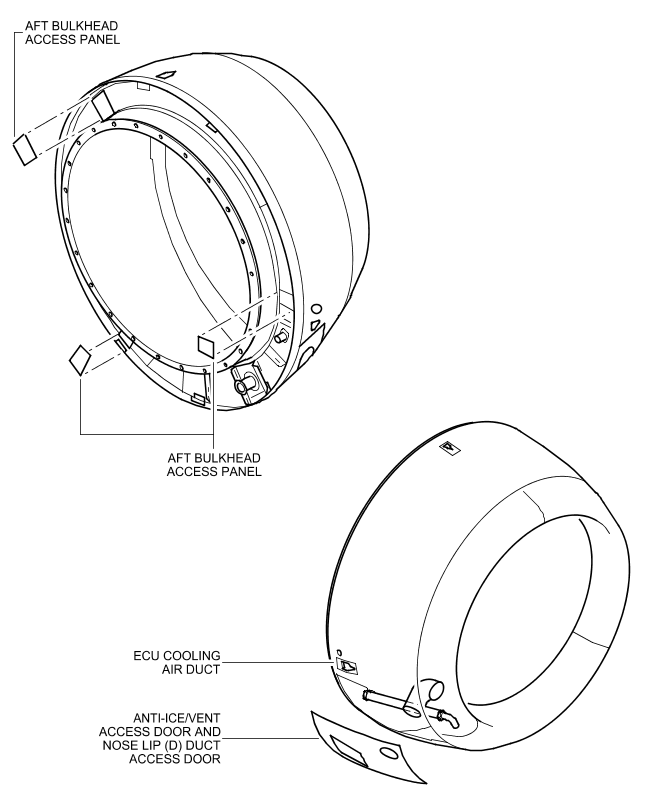 AFT BULKHEAD
ACCESS PANEL
AFT BULKHEAD
ACCESS PANEL
ECU COOLING
AIR DUCT
ANTI-ICE/VENT
ACCESS DOOR AND
NOSE LIP (D) DUCT
ACCESS DOOR